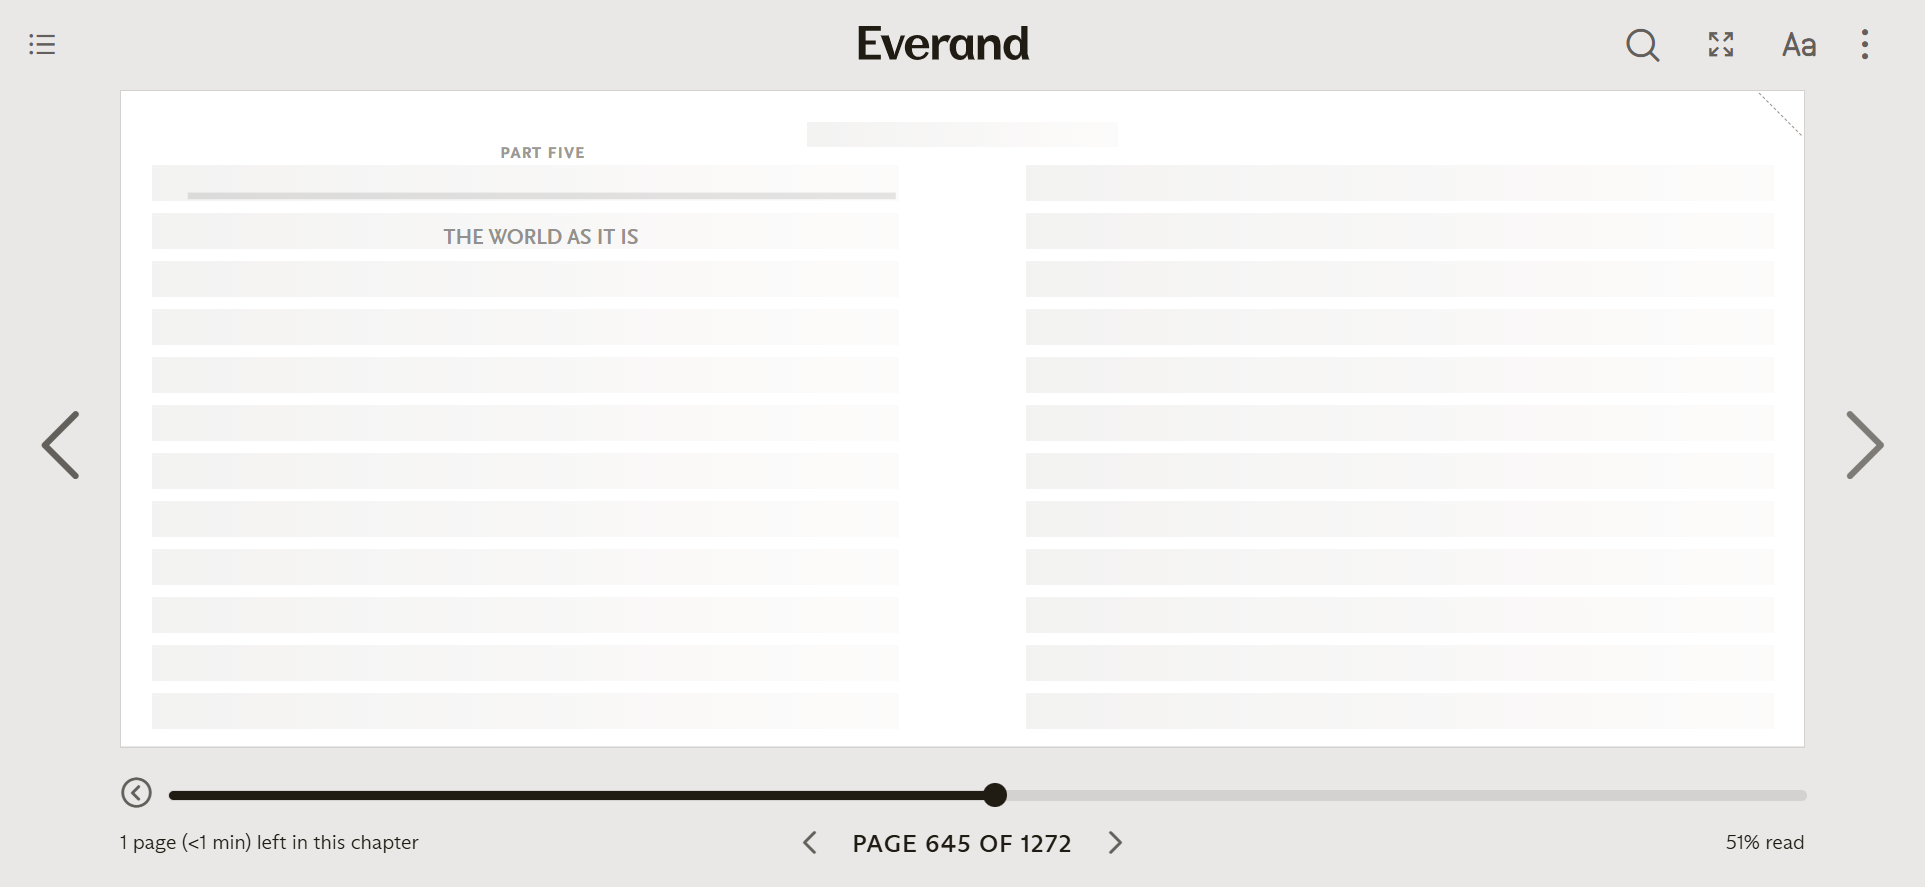 Everand
Aa
PART FIVE
THE WORLD AS IT IS
1 page (<1 min) left in this chapter
PAGE 645 OF 1272
51% read